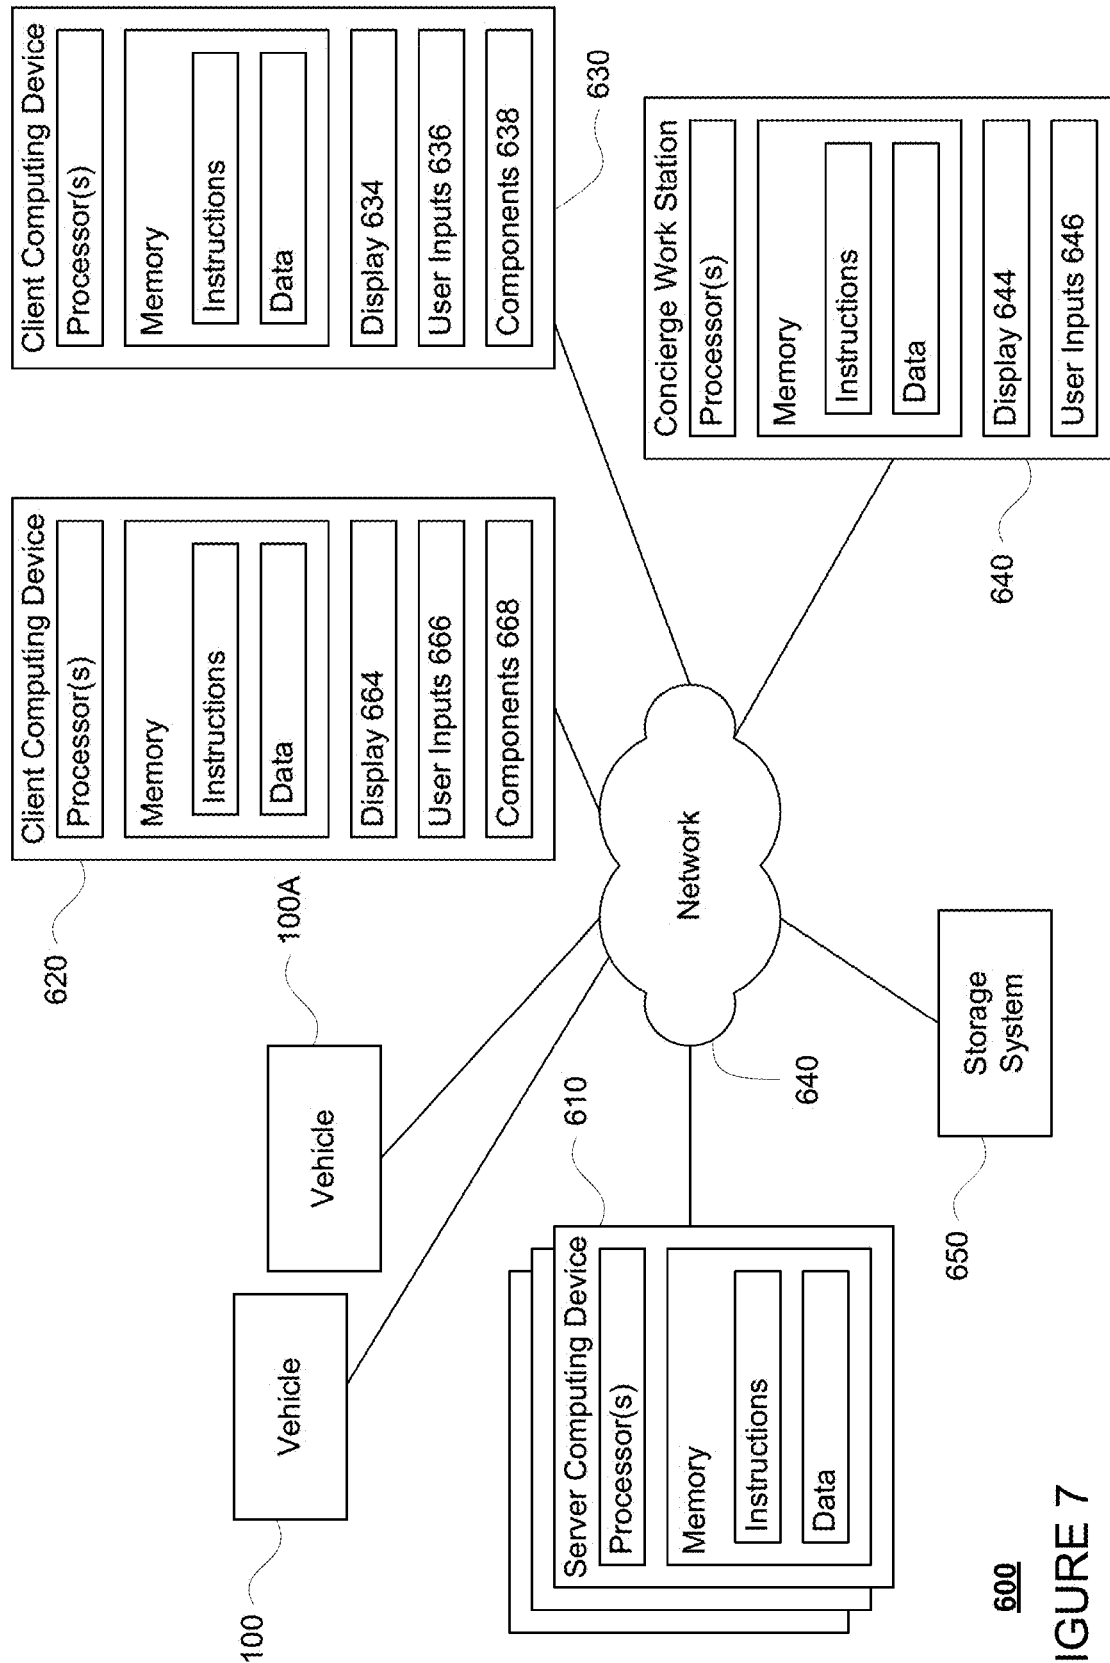 Vehicle
100
Vehicle
100A
Client Computing Device
Processor(s)
Memory
Instructions
Data
Display 664
User Inputs 666
Components 668
620
Client Computing Device
Processor(s)
Memory
Instructions
Data
Display 634
User Inputs 636
Components 638
630
Server Computing Device
Processor(s)
Memory
Instructions
Data
610
Network
640
Storage
System
650
Concierge Work Station
Processor(s)
Memory
Instructions
Data
Display 644
User Inputs 646
640
600
IGURE 7